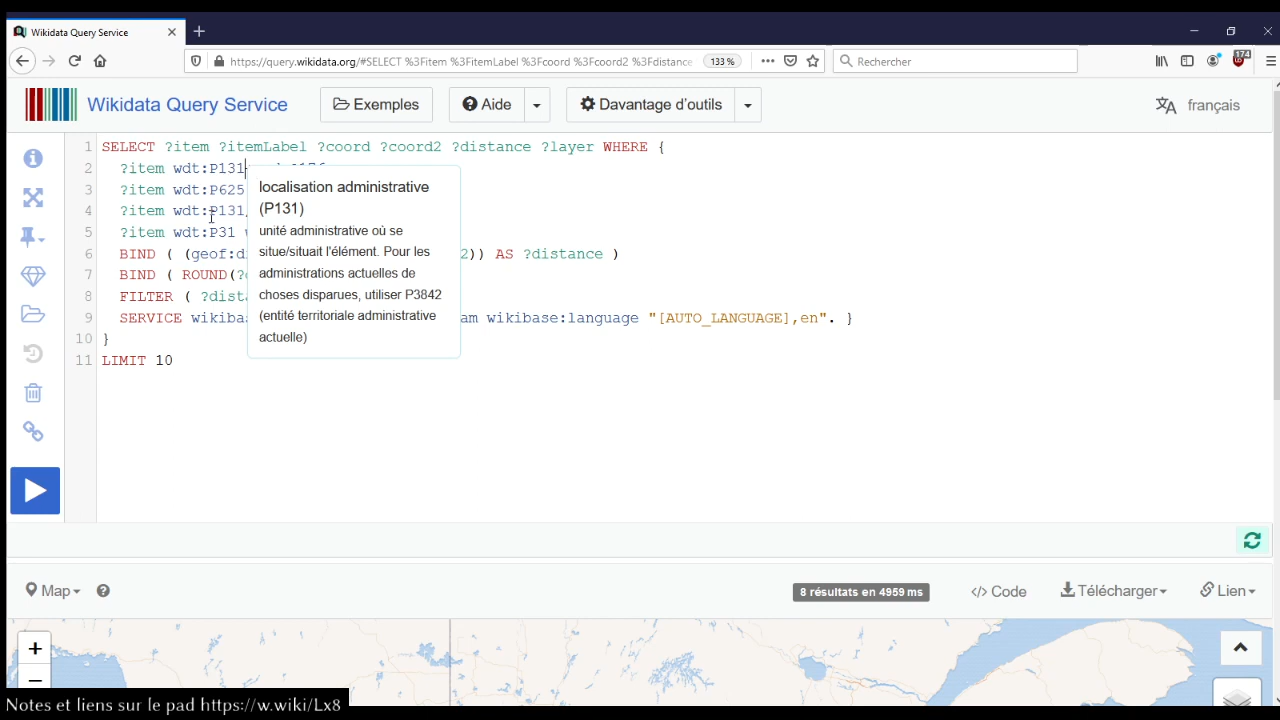 Wikidata Query Service
https://query.wikidata.org/#SELECT %3Fitem %3FitemLabel %3Fcoord %3Fcoord2 %3Fdistance
133 %
Rechercher
174
Wikidata Query Service
Exemples
Aide
Davantage d'outils
français
1 SELECT ?item ?itemLabel ?coord ?coord2 ?distance ?layer WHERE {
2 ?item wdt:P131
3 ?item wdt:P625
4 ?item wdt:P131
5 ?item wdt:P31
6 BIND ( (geof:d 2)) AS ?distance )
7 BIND ( ROUND(?
8 FILTER ( ?dist
9 SERVICE wikiba am wikibase:language "[AUTO_LANGUAGE],en". }
10 }
11 LIMIT 10
localisation administrative
(P131)
unité administrative où se
situe/situait l'élément. Pour les
administrations actuelles de
choses disparues, utiliser P3842
(entité territoriale administrative
actuelle)
Map
8 résultats en 4959 ms
</> Code
Télécharger
Lien
+
−
Notes et liens sur le pad https://w.wiki/Lx8